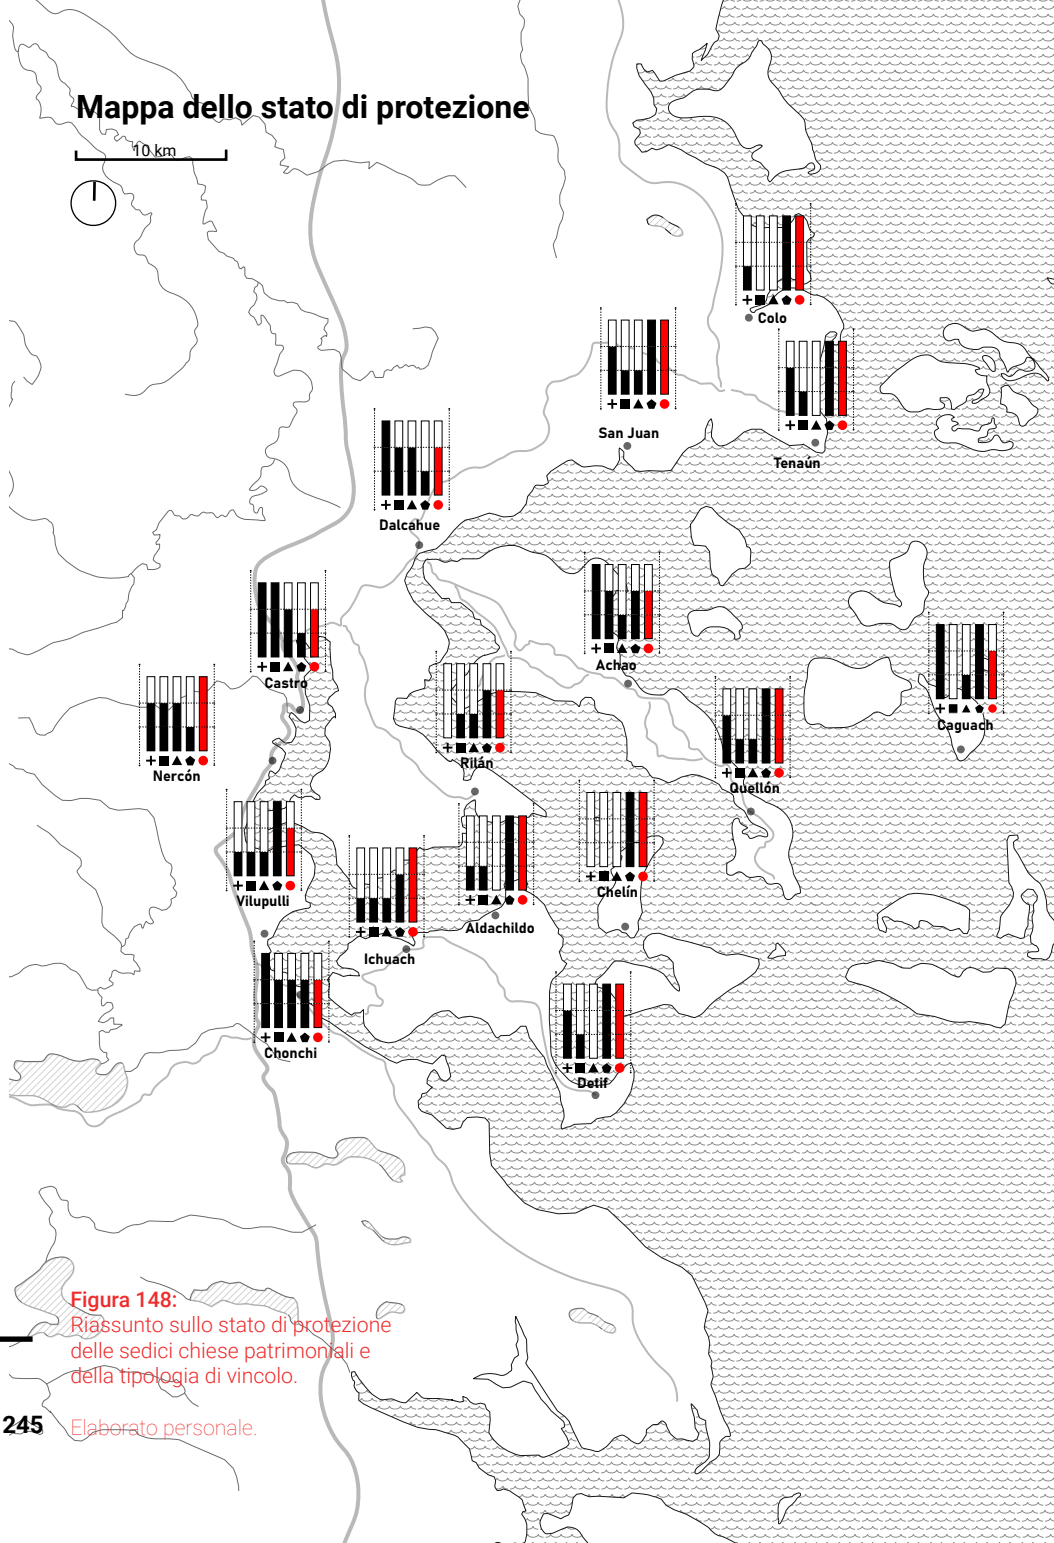 Mappa dello stato di protezione
10 km
Colo
San Juan
Tenaún
Dalcahue
Achao
Castro
Caguach
Rilán
Nercón
Quellón
Chelín
Vilupulli
Aldachildo
Ichuach
Chonchi
Detif
Figura 148:
Riassunto sullo stato di protezione
delle sedici chiese patrimoniali e
della tipologia di vincolo.
245
Elaborato personale.